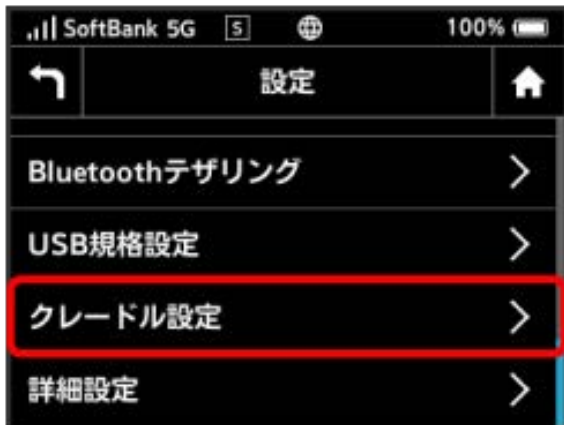 SoftBank 5G S 100%
設定
Bluetoothテザリング
USB規格設定
クレードル設定
詳細設定